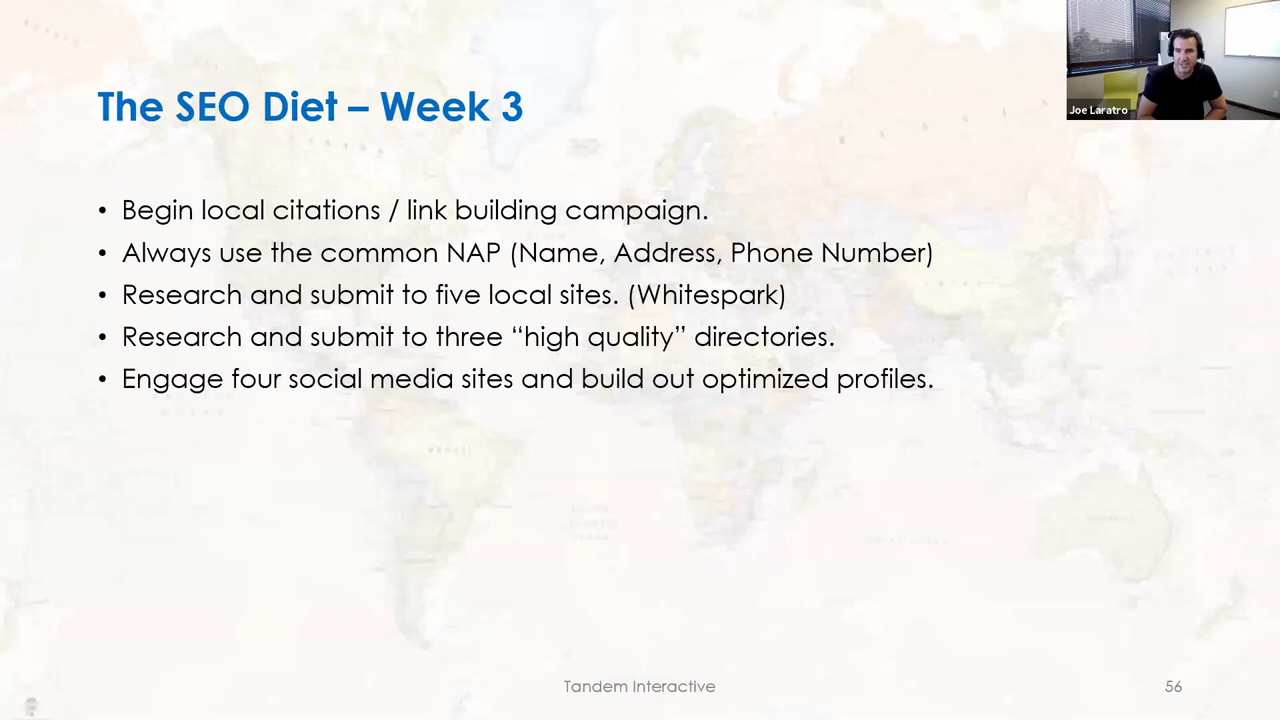 Joe Laratro
The SEO Diet – Week 3
• Begin local citations / link building campaign.
• Always use the common NAP (Name, Address, Phone Number)
• Research and submit to five local sites. (Whitespark)
• Research and submit to three “high quality” directories.
• Engage four social media sites and build out optimized profiles.
Tandem Interactive
56